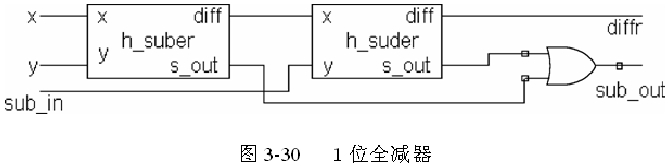 x x diff x diff
diffr
h_suber h_suder
y y s_out y s_out
sub_in sub_out
图 3-30 1 位全减器